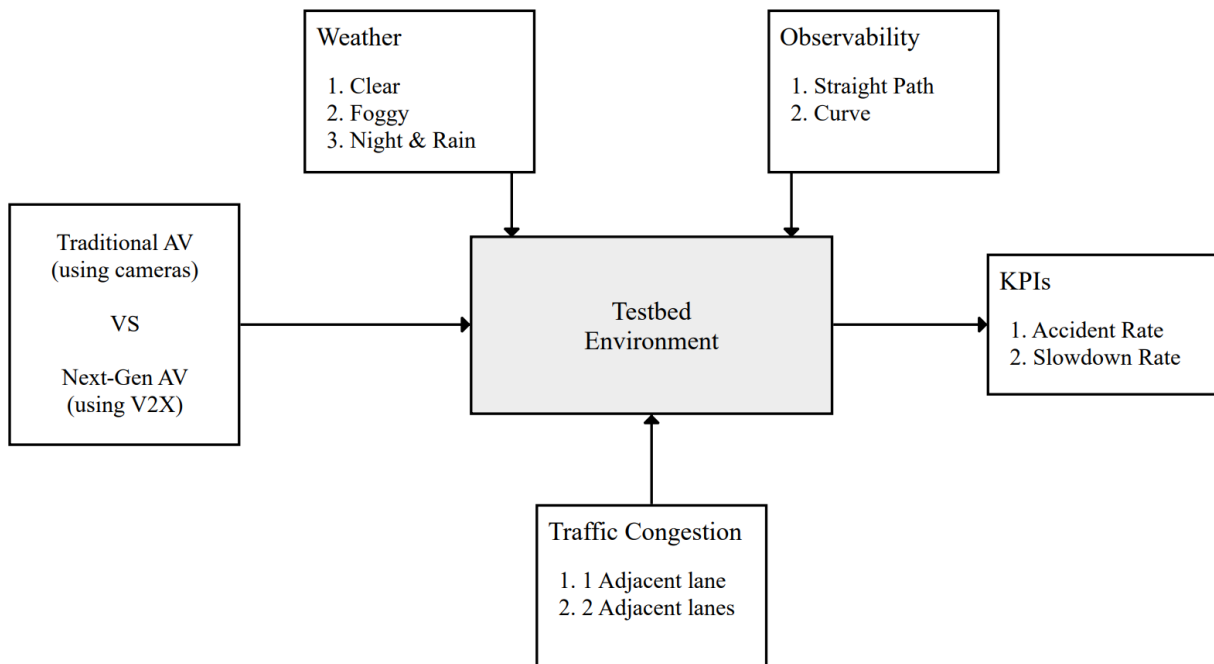 Weather
1. Clear
2. Foggy
3. Night & Rain
Observability
1. Straight Path
2. Curve
Traditional AV
(using cameras)
VS
Next-Gen AV
(using V2X)
Testbed
Environment
KPIs
1. Accident Rate
2. Slowdown Rate
Traffic Congestion
1. 1 Adjacent lane
2. 2 Adjacent lanes